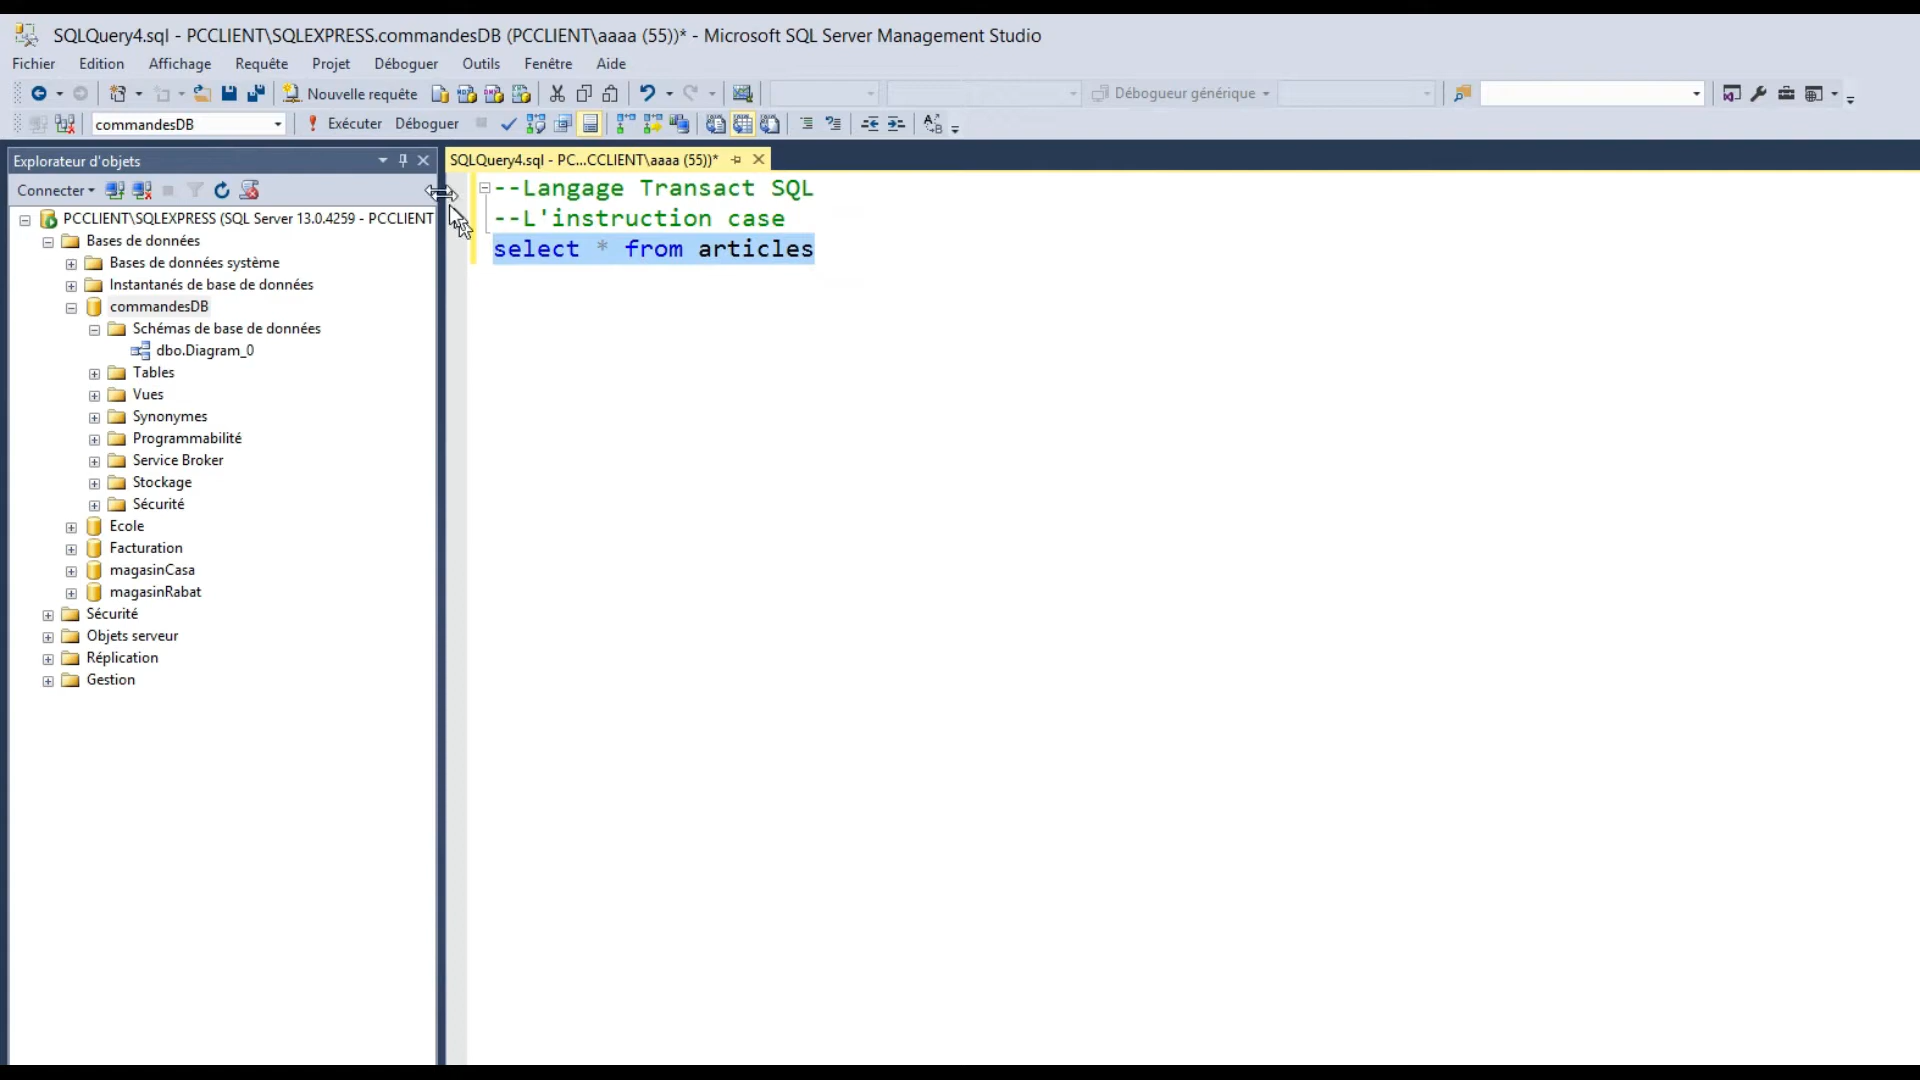 SQLQuery4.sql - PCCLIENT\SQLEXPRESS.commandesDB (PCCLIENT\aaaa (55))* - Microsoft SQL Server Management Studio
Fichier Edition Affichage Requête Projet Déboguer Outils Fenêtre Aide
Nouvelle requête Débogueur générique
commandesDB Exécuter Déboguer
Explorateur d'objets
SQLQuery4.sql - PC...CCLIENT\aaaa (55))*
Connecter
--Langage Transact SQL
--L'instruction case
select * from articles
PCCLIENT\SQLEXPRESS (SQL Server 13.0.4259 - PCCLIENT
Bases de données
Bases de données système
Instantanés de base de données
commandesDB
Schémas de base de données
dbo.Diagram_0
Tables
Vues
Synonymes
Programmabilité
Service Broker
Stockage
Sécurité
Ecole
Facturation
magasinCasa
magasinRabat
Sécurité
Objets serveur
Réplication
Gestion